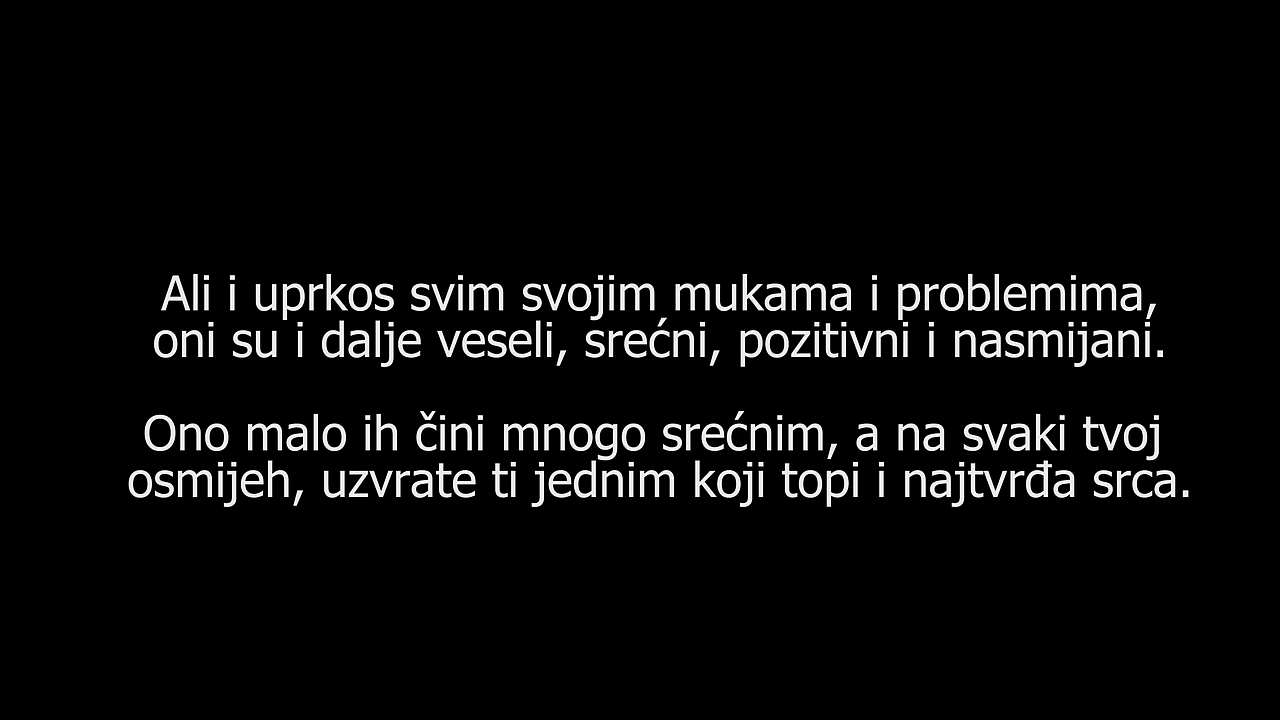 Ali i uprkos svim svojim mukama i problemima,
oni su i dalje veseli, srećni, pozitivni i nasmijani.
Ono malo ih čini mnogo srećnim, a na svaki tvoj
osmijeh, uzvrate ti jednim koji topi i najtvrđa srca.